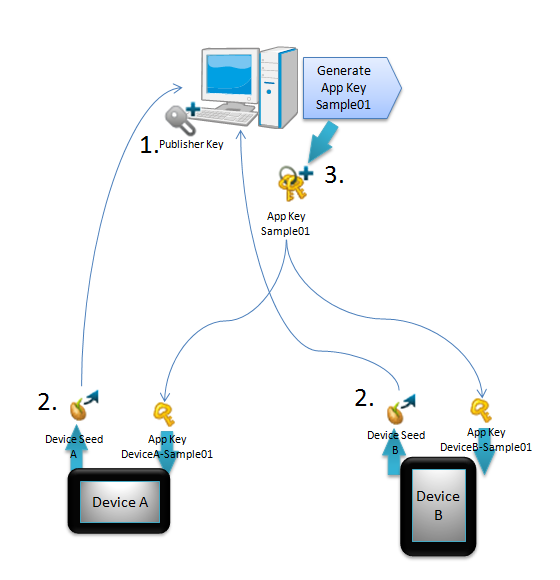 Generate
App Key
Sample01
1.
Publisher Key
3.
App Key
Sample01
2.
Device Seed
A
App Key
DeviceA-Sample01
Device A
2.
Device Seed
B
App Key
DeviceB-Sample01
Device
B